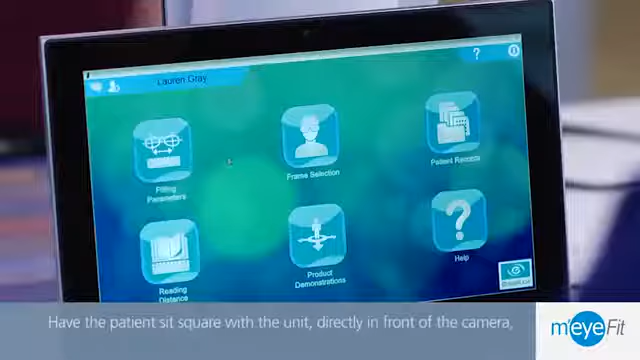 Lauren Gray
?
Fitting
Parameters
Frame Selection
Patient Records
Reading
Distance
Product
Demonstrations
?
Help
Have the patient sit square with the unit, directly in front of the camera,
m'eyeFit